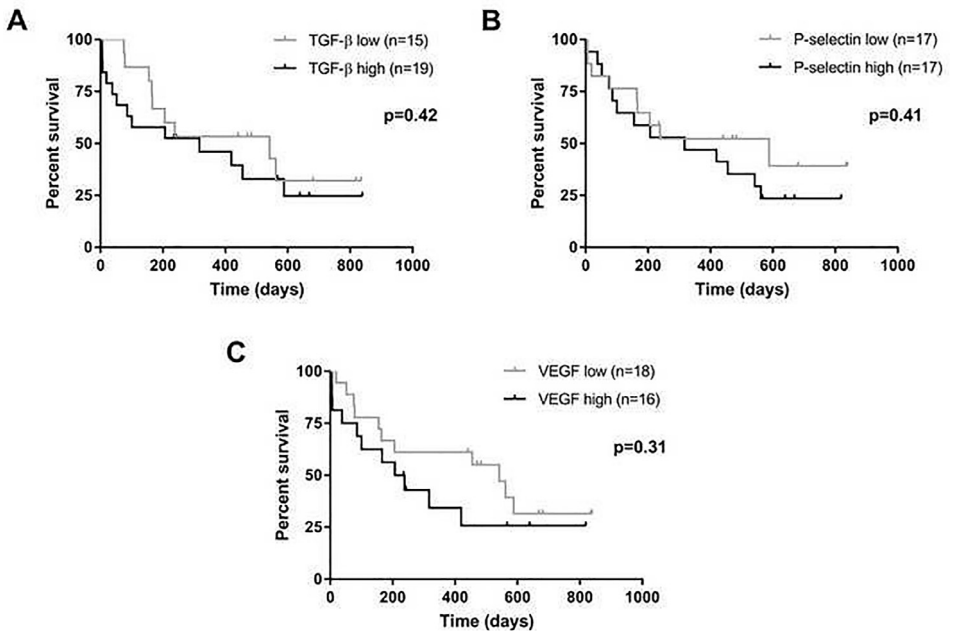 A
TGF-β low (n=15)
TGF-β high (n=19)
p=0.42
Percent survival
100
75
50
25
0
0 200 400 600 800 1000
Time (days)
B
P-selectin low (n=17)
P-selectin high (n=17)
p=0.41
Percent survival
100
75
50
25
0
0 200 400 600 800 1000
Time (days)
C
VEGF low (n=18)
VEGF high (n=16)
p=0.31
Percent survival
100
75
50
25
0
0 200 400 600 800 1000
Time (days)